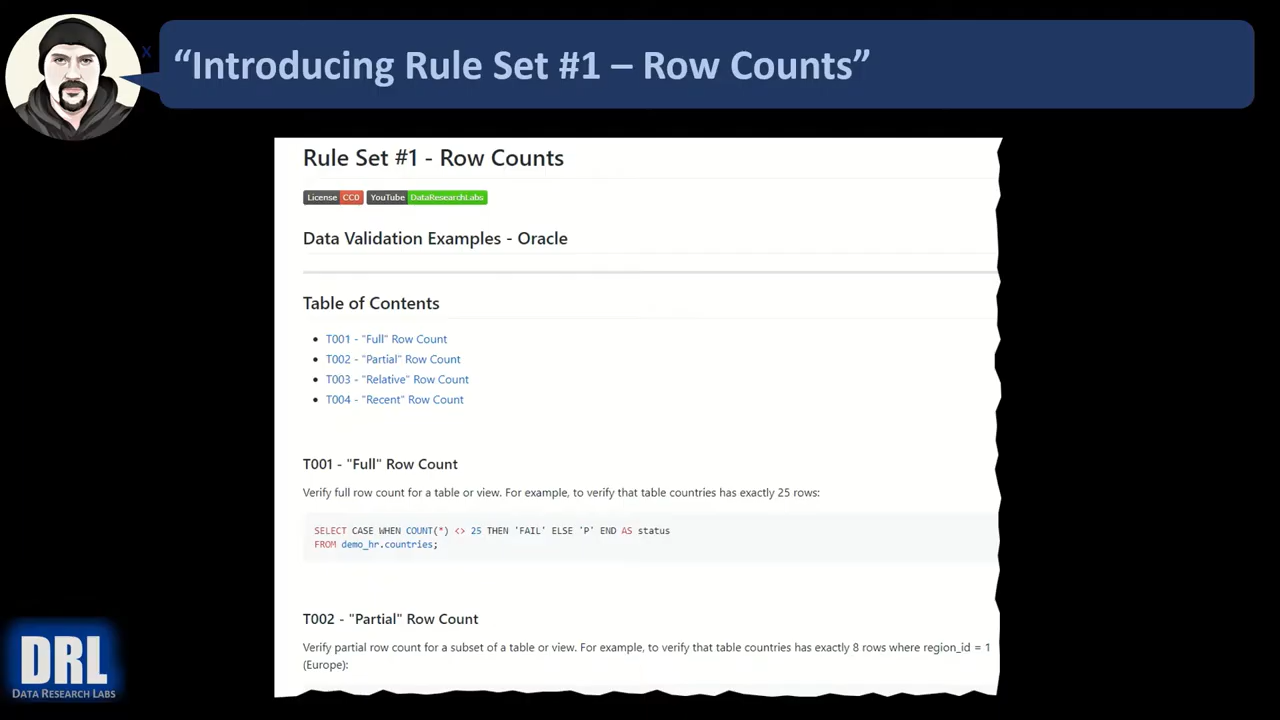 X
“Introducing Rule Set #1 – Row Counts”
Rule Set #1 - Row Counts
License CC0 YouTube DataResearchLabs
Data Validation Examples - Oracle
Table of Contents
• T001 - "Full" Row Count
• T002 - "Partial" Row Count
• T003 - "Relative" Row Count
• T004 - "Recent" Row Count
T001 - "Full" Row Count
Verify full row count for a table or view. For example, to verify that table countries has exactly 25 rows:
SELECT CASE WHEN COUNT(*) <> 25 THEN 'FAIL' ELSE 'P' END AS status
FROM demo_hr.countries;
T002 - "Partial" Row Count
Verify partial row count for a subset of a table or view. For example, to verify that table countries has exactly 8 rows where region_id = 1
(Europe):
DRL
DATA RESEARCH LABS